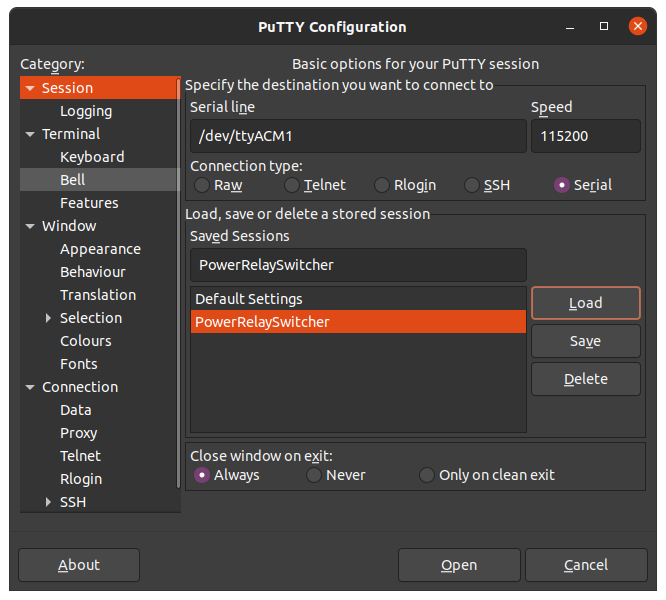 PuTTY Configuration
Category:
Session
Logging
Terminal
Keyboard
Bell
Features
Window
Appearance
Behaviour
Translation
Selection
Colours
Fonts
Connection
Data
Proxy
Telnet
Rlogin
SSH
Basic options for your PuTTY session
Specify the destination you want to connect to
Serial line Speed
/dev/ttyACM1 115200
Connection type:
Raw Telnet Rlogin SSH Serial
Load, save or delete a stored session
Saved Sessions
PowerRelaySwitcher
Default Settings
PowerRelaySwitcher
Load
Save
Delete
Close window on exit:
Always Never Only on clean exit
About Open Cancel